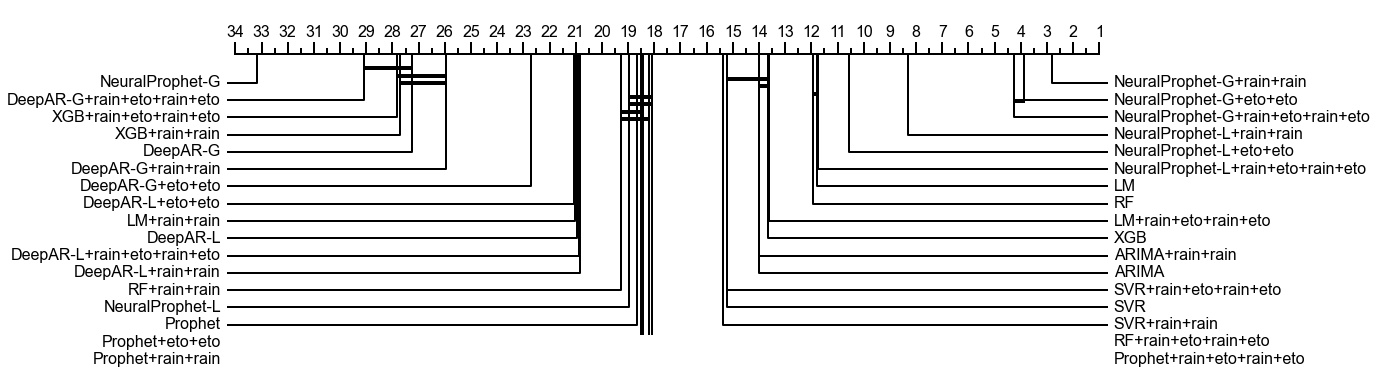 34 33 32 31 30 29 28 27 26 25 24 23 22 21 20 19 18 17 16 15 14 13 12 11 10 9 8 7 6 5 4 3 2 1
NeuralProphet-G
DeepAR-G+rain+eto+rain+eto
XGB+rain+eto+rain+eto
XGB+rain+rain
DeepAR-G
DeepAR-G+rain+rain
DeepAR-G+eto+eto
DeepAR-L+eto+eto
LM+rain+rain
DeepAR-L
DeepAR-L+rain+eto+rain+eto
DeepAR-L+rain+rain
RF+rain+rain
NeuralProphet-L
Prophet
Prophet+eto+eto
Prophet+rain+rain
NeuralProphet-G+rain+rain
NeuralProphet-G+eto+eto
NeuralProphet-G+rain+eto+rain+eto
NeuralProphet-L+rain+rain
NeuralProphet-L+eto+eto
NeuralProphet-L+rain+eto+rain+eto
LM
RF
LM+rain+eto+rain+eto
XGB
ARIMA+rain+rain
ARIMA
SVR+rain+eto+rain+eto
SVR
SVR+rain+rain
RF+rain+eto+rain+eto
Prophet+rain+eto+rain+eto